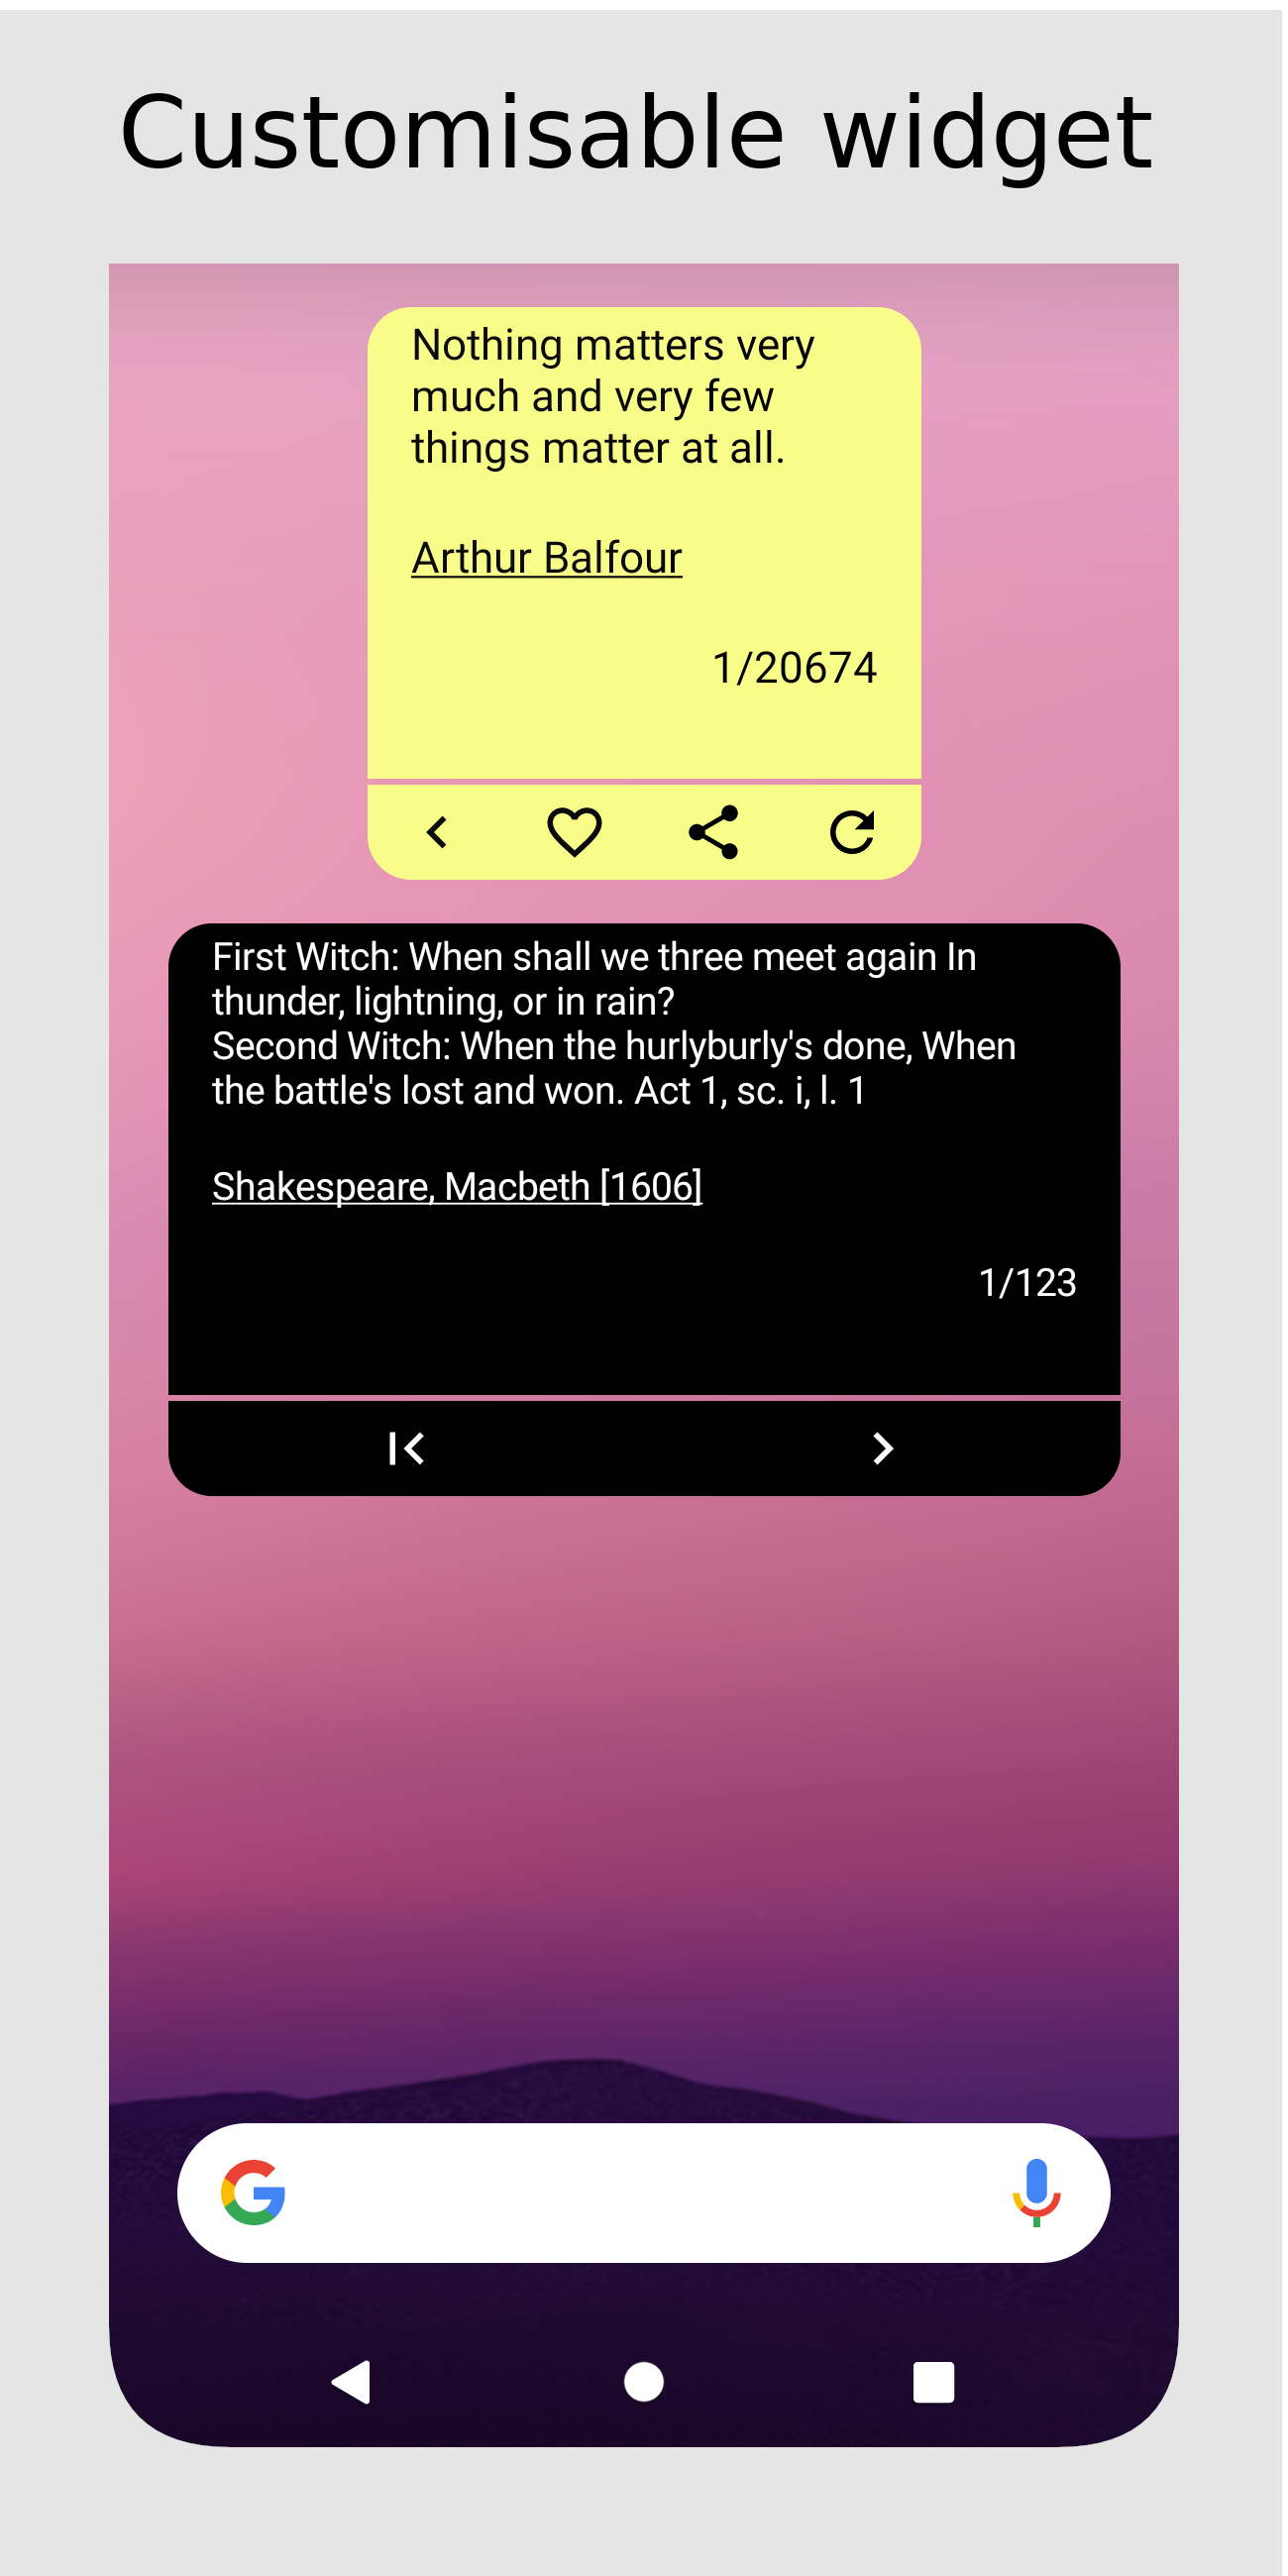 Customisable widget
Nothing matters very
much and very few
things matter at all.
Arthur Balfour
1/20674
First Witch: When shall we three meet again In
thunder, lightning, or in rain?
Second Witch: When the hurlyburly's done, When
the battle's lost and won. Act 1, sc. i, l. 1
Shakespeare, Macbeth [1606]
1/123